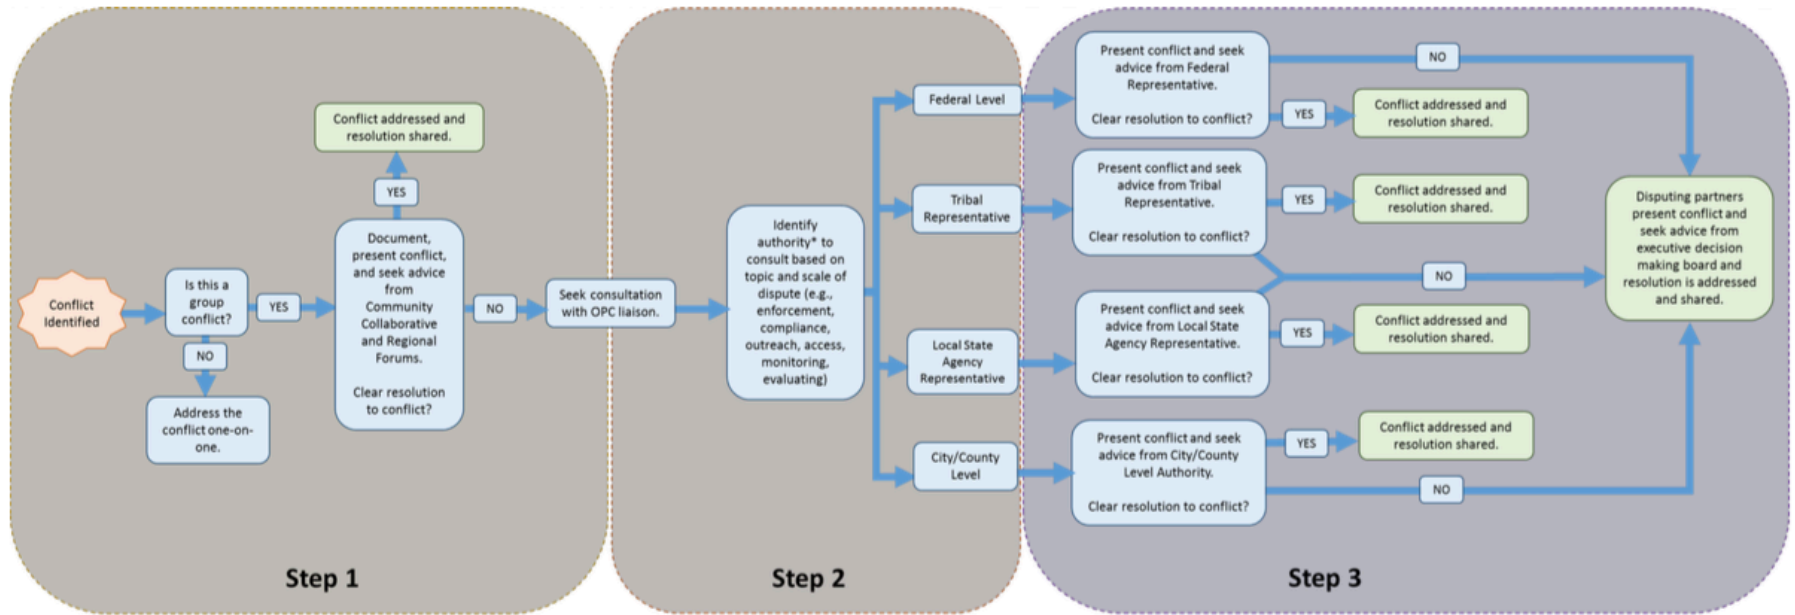 Conflict
Identified
Is this a
group
conflict?
YES
NO
Address the
conflict one-on-
one.
Conflict addressed and
resolution shared.
YES
Document,
present conflict,
and seek advice
from
Community
Collaborative
and Regional
Forums.
Clear resolution
to conflict?
NO
Seek consultation
with OPC liaison.
Step 1
Identify
authority* to
consult based on
topic and scale of
dispute (e.g.,
enforcement,
compliance,
outreach, access,
monitoring,
evaluating)
Federal Level
Tribal
Representative
Local State
Agency
Representative
City/County
Level
Step 2
Present conflict and seek
advice from Federal
Representative.
Clear resolution to conflict?
NO
YES
Conflict addressed and
resolution shared.
Present conflict and seek
advice from Tribal
Representative.
Clear resolution to conflict?
YES
Conflict addressed and
resolution shared.
NO
Present conflict and seek
advice from Local State
Agency Representative.
Clear resolution to conflict?
YES
Conflict addressed and
resolution shared.
Present conflict and seek
advice from City/County
Level Authority.
Clear resolution to conflict?
YES
Conflict addressed and
resolution shared.
NO
Disputing partners
present conflict and
seek advice from
executive decision
making board and
resolution is addressed
and shared.
Step 3